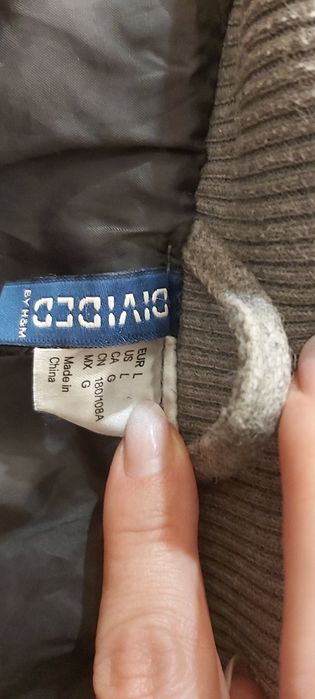 DIVIDED
BY H&M
EUR L
US L
CA G
CN 180/108A
MX G
Made in
China